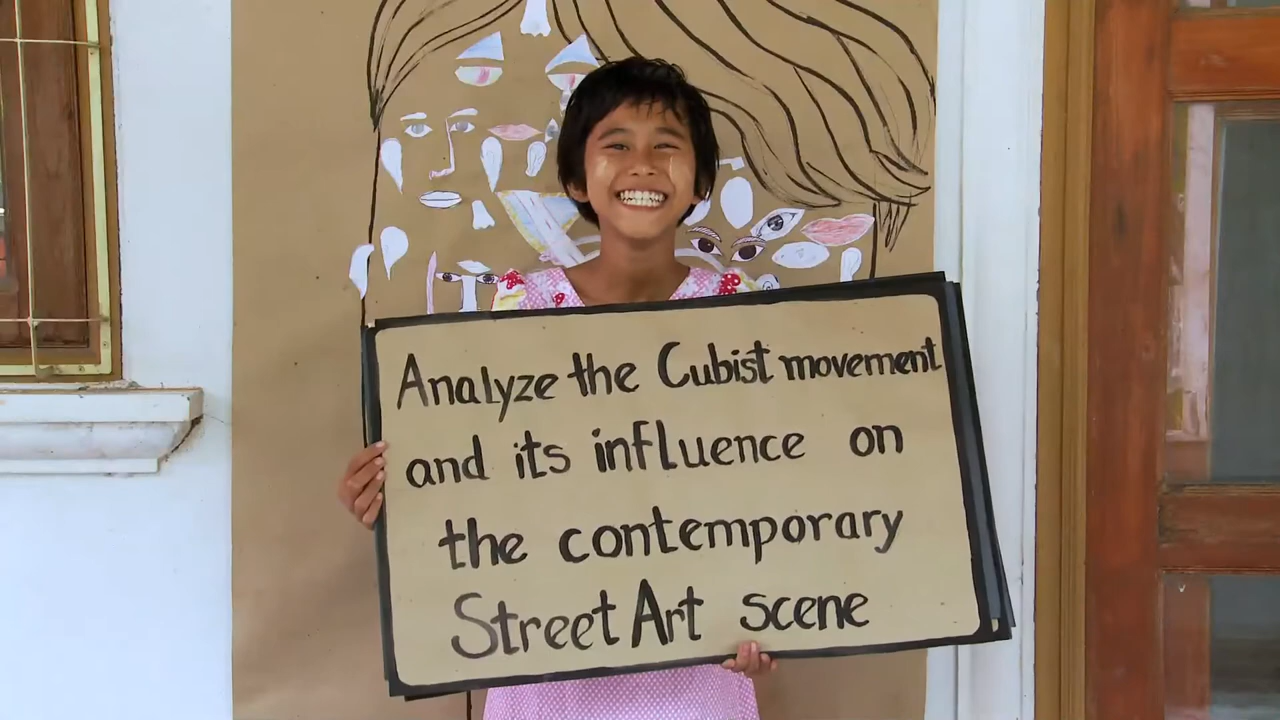 Analyze the Cubist movement
and its influence on
the contemporary
Street Art scene